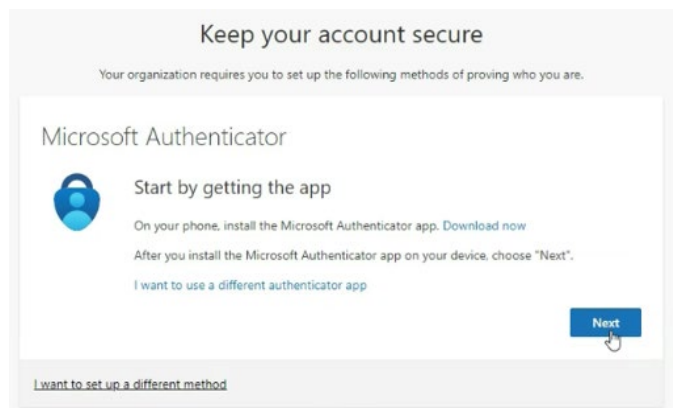 Keep your account secure
Your organization requires you to set up the following methods of proving who you are.
Microsoft Authenticator
Start by getting the app
On your phone, install the Microsoft Authenticator app. Download now
After you install the Microsoft Authenticator app on your device, choose "Next".
I want to use a different authenticator app
Next
I want to set up a different method